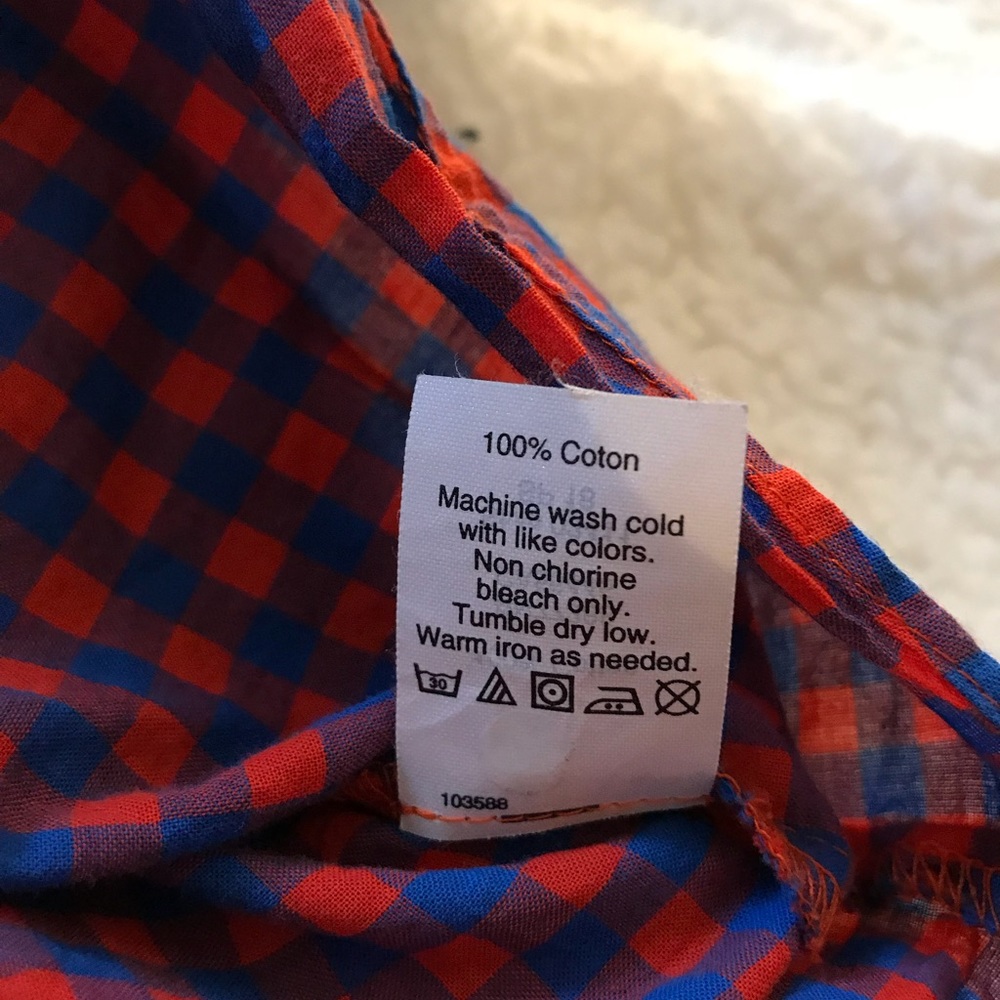 100% Coton
Machine wash cold
with like colors.
Non chlorine
bleach only.
Tumble dry low.
Warm iron as needed.
30
103588